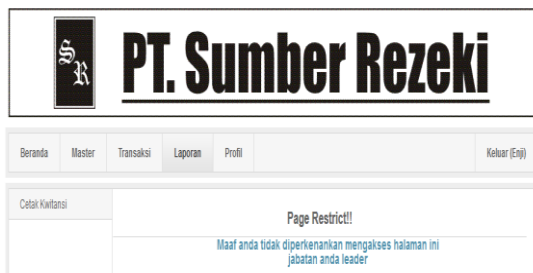 SR
PT. Sumber Rezeki
Beranda Master Transaksi Laporan Profil Keluar (Enji)
Cetak Kwitansi
Page Restrict!!
Maaf anda tidak diperkenankan mengakses halaman ini
jabatan anda leader